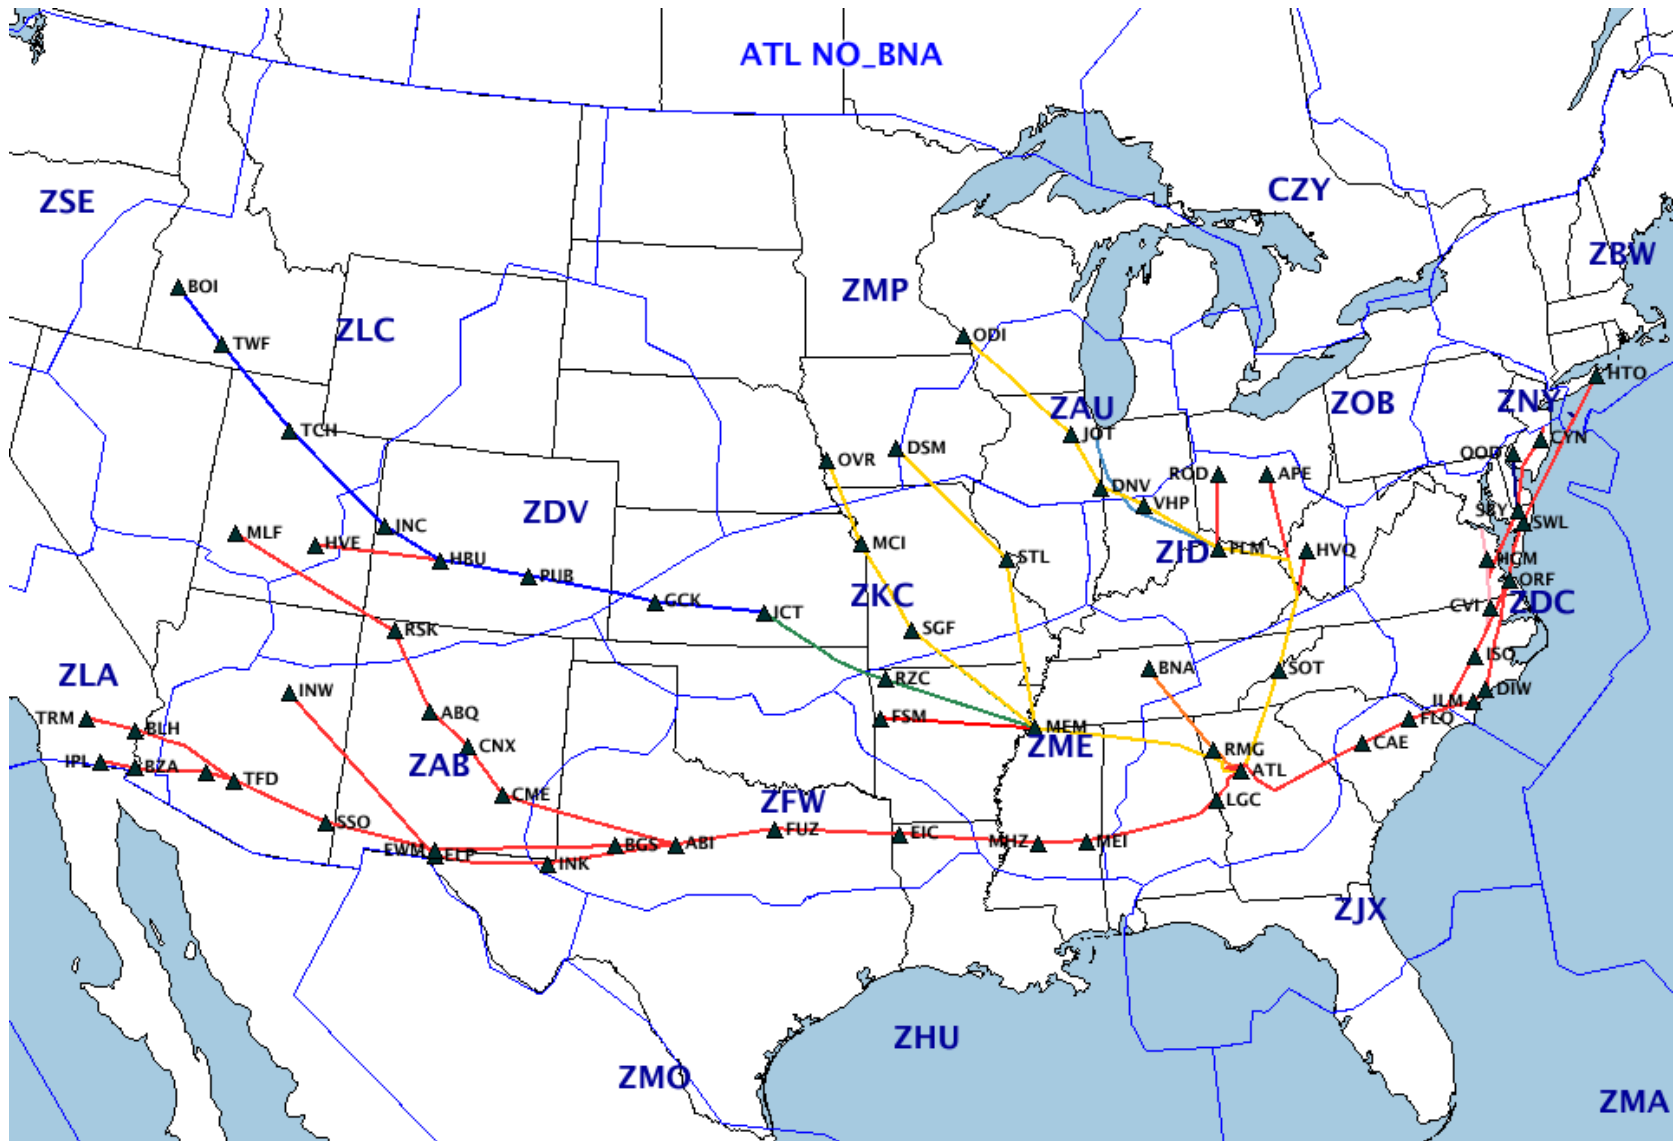 ATL NO_BNA
CZY
ZSE
ZBW
BOI
ZMP
ZLC
TWF
ODI
HTO
ZAU
ZOB
ZNY
TCH
JOT
CYN
OVR
DSM
OOD
ROD
APE
DNV
VHP
ZDV
INC
SBY
SWL
MLF
HVE
HBU
MCI
STL
ZID
FLM
HVQ
HCM
PUB
ORF
GCK
ICT
ZKC
CVI
ZDC
RSK
SGF
ISO
ZLA
INW
RZC
BNA
SOT
DIW
ILM
TRM
BLH
ABQ
FSM
MEM
FLO
CNX
ZME
RMG
CAE
IPL
BZA
TFD
ZAB
ATL
CME
ZFW
LGC
SSO
FUZ
EIC
MHZ
MEI
EWM
ELP
BGS
ABI
INK
ZJX
ZHU
ZMO
ZMA